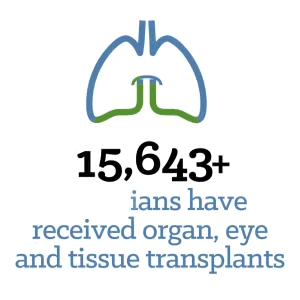 15,643+
ians have
received organ, eye
and tissue transplants